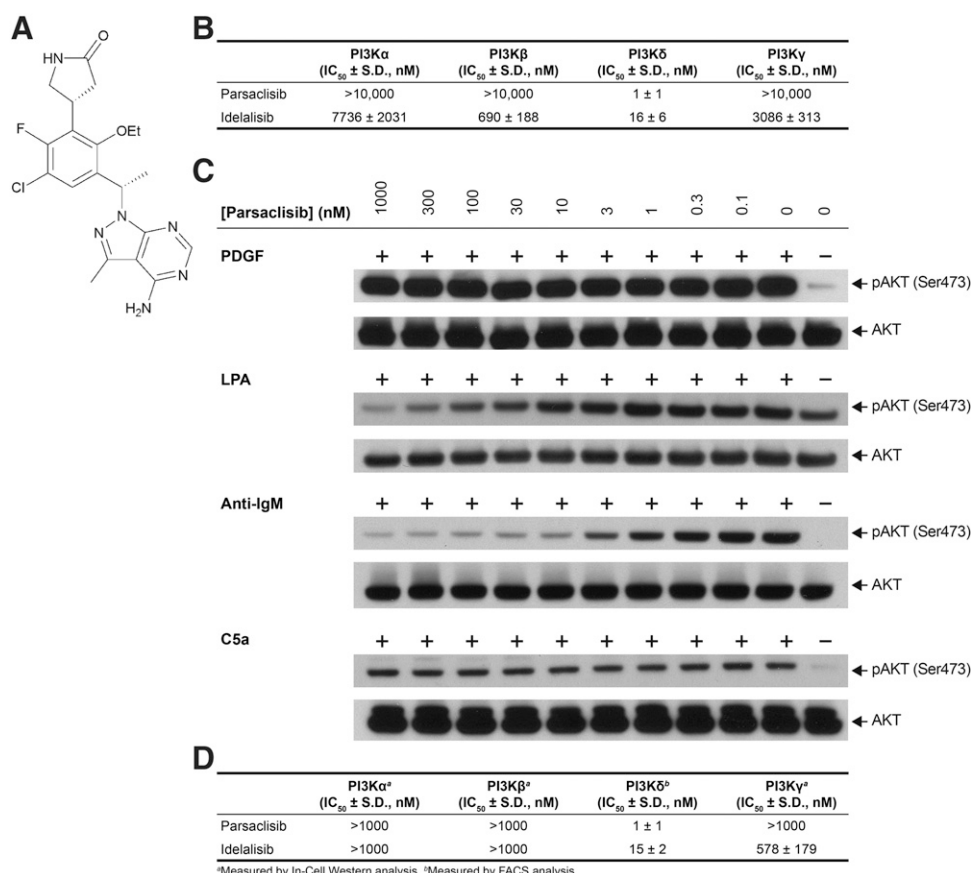 A
HN
O
F
OEt
Cl
N
N
N
N
N
H₂N
B
PI3Kα PI3Kβ PI3Kδ PI3Kγ
(IC₅₀ ± S.D., nM) (IC₅₀ ± S.D., nM) (IC₅₀ ± S.D., nM) (IC₅₀ ± S.D., nM)
Parsaclisib >10,000 >10,000 1 ± 1 >10,000
Idelalisib 7736 ± 2031 690 ± 188 16 ± 6 3086 ± 313
C
[Parsaclisib] (nM) 1000 300 100 30 10 3 1 0.3 0.1 0 0
PDGF + + + + + + + + + + −
pAKT (Ser473)
AKT
LPA + + + + + + + + + + −
pAKT (Ser473)
AKT
Anti-IgM + + + + + + + + + + −
pAKT (Ser473)
AKT
C5a + + + + + + + + + + −
pAKT (Ser473)
AKT
D
PI3Kαᵃ PI3Kβᵃ PI3Kδᵇ PI3Kγᵃ
(IC₅₀ ± S.D., nM) (IC₅₀ ± S.D., nM) (IC₅₀ ± S.D., nM) (IC₅₀ ± S.D., nM)
Parsaclisib >1000 >1000 1 ± 1 >1000
Idelalisib >1000 >1000 15 ± 2 578 ± 179
ᵃMeasured by In-Cell Western analysis, ᵇMeasured by FACS analysis